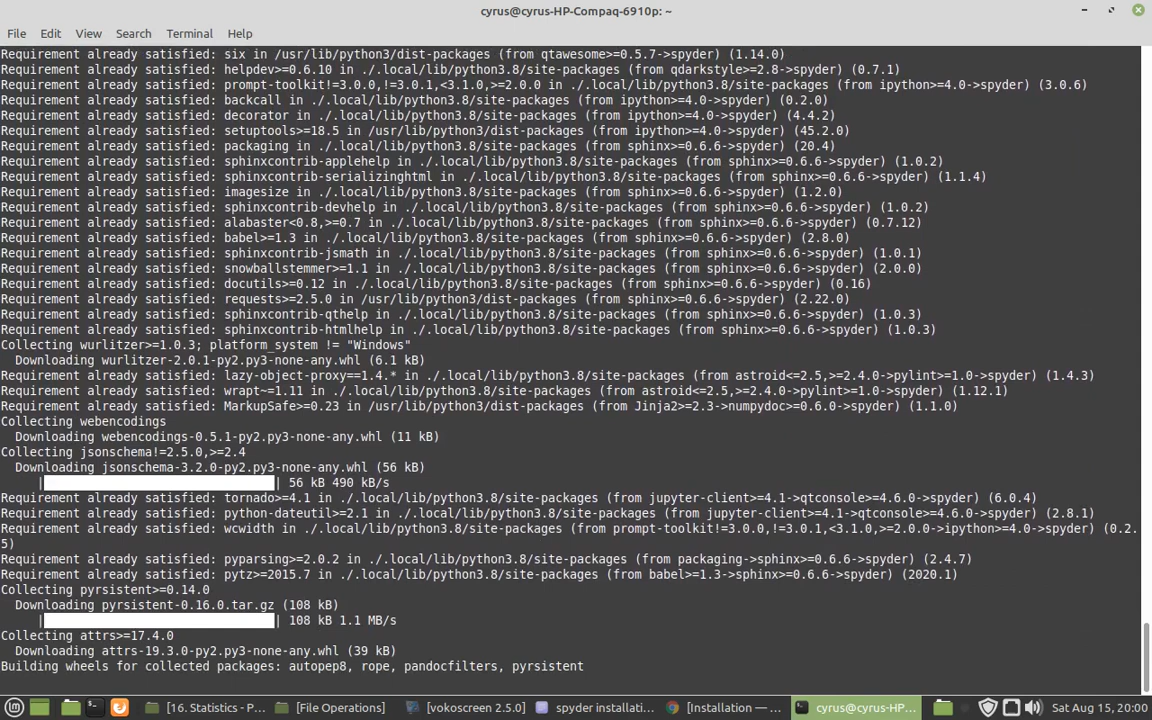 cyrus@cyrus-HP-Compaq-6910p: ~
File Edit View Search Terminal Help
Requirement already satisfied: six in /usr/lib/python3/dist-packages (from qtawesome>=0.5.7->spyder) (1.14.0)
Requirement already satisfied: helpdev>=0.6.10 in ./.local/lib/python3.8/site-packages (from qdarkstyle>=2.8->spyder) (0.7.1)
Requirement already satisfied: prompt-toolkit!=3.0.0,!=3.0.1,<3.1.0,>=2.0.0 in ./.local/lib/python3.8/site-packages (from ipython>=4.0->spyder) (3.0.6)
Requirement already satisfied: backcall in ./.local/lib/python3.8/site-packages (from ipython>=4.0->spyder) (0.2.0)
Requirement already satisfied: decorator in ./.local/lib/python3.8/site-packages (from ipython>=4.0->spyder) (4.4.2)
Requirement already satisfied: setuptools>=18.5 in /usr/lib/python3/dist-packages (from ipython>=4.0->spyder) (45.2.0)
Requirement already satisfied: packaging in ./.local/lib/python3.8/site-packages (from sphinx>=0.6.6->spyder) (20.4)
Requirement already satisfied: sphinxcontrib-applehelp in ./.local/lib/python3.8/site-packages (from sphinx>=0.6.6->spyder) (1.0.2)
Requirement already satisfied: sphinxcontrib-serializinghtml in ./.local/lib/python3.8/site-packages (from sphinx>=0.6.6->spyder) (1.1.4)
Requirement already satisfied: imagesize in ./.local/lib/python3.8/site-packages (from sphinx>=0.6.6->spyder) (1.2.0)
Requirement already satisfied: sphinxcontrib-devhelp in ./.local/lib/python3.8/site-packages (from sphinx>=0.6.6->spyder) (1.0.2)
Requirement already satisfied: alabaster<0.8,>=0.7 in ./.local/lib/python3.8/site-packages (from sphinx>=0.6.6->spyder) (0.7.12)
Requirement already satisfied: babel>=1.3 in ./.local/lib/python3.8/site-packages (from sphinx>=0.6.6->spyder) (2.8.0)
Requirement already satisfied: sphinxcontrib-jsmath in ./.local/lib/python3.8/site-packages (from sphinx>=0.6.6->spyder) (1.0.1)
Requirement already satisfied: snowballstemmer>=1.1 in ./.local/lib/python3.8/site-packages (from sphinx>=0.6.6->spyder) (2.0.0)
Requirement already satisfied: docutils>=0.12 in ./.local/lib/python3.8/site-packages (from sphinx>=0.6.6->spyder) (0.16)
Requirement already satisfied: requests>=2.5.0 in /usr/lib/python3/dist-packages (from sphinx>=0.6.6->spyder) (2.22.0)
Requirement already satisfied: sphinxcontrib-qthelp in ./.local/lib/python3.8/site-packages (from sphinx>=0.6.6->spyder) (1.0.3)
Requirement already satisfied: sphinxcontrib-htmlhelp in ./.local/lib/python3.8/site-packages (from sphinx>=0.6.6->spyder) (1.0.3)
Collecting wurlitzer>=1.0.3; platform_system != "Windows"
Downloading wurlitzer-2.0.1-py2.py3-none-any.whl (6.1 kB)
Requirement already satisfied: lazy-object-proxy==1.4.* in ./.local/lib/python3.8/site-packages (from astroid<=2.5,>=2.4.0->pylint>=1.0->spyder) (1.4.3)
Requirement already satisfied: wrapt~=1.11 in ./.local/lib/python3.8/site-packages (from astroid<=2.5,>=2.4.0->pylint>=1.0->spyder) (1.12.1)
Requirement already satisfied: MarkupSafe>=0.23 in /usr/lib/python3/dist-packages (from Jinja2>=2.3->numpydoc>=0.6.0->spyder) (1.1.0)
Collecting webencodings
Downloading webencodings-0.5.1-py2.py3-none-any.whl (11 kB)
Collecting jsonschema!=2.5.0,>=2.4
Downloading jsonschema-3.2.0-py2.py3-none-any.whl (56 kB)
| | 56 kB 490 kB/s
Requirement already satisfied: tornado>=4.1 in ./.local/lib/python3.8/site-packages (from jupyter-client>=4.1->qtconsole>=4.6.0->spyder) (6.0.4)
Requirement already satisfied: python-dateutil>=2.1 in ./.local/lib/python3.8/site-packages (from jupyter-client>=4.1->qtconsole>=4.6.0->spyder) (2.8.1)
Requirement already satisfied: wcwidth in ./.local/lib/python3.8/site-packages (from prompt-toolkit!=3.0.0,!=3.0.1,<3.1.0,>=2.0.0->ipython>=4.0->spyder) (0.2.
5)
Requirement already satisfied: pyparsing>=2.0.2 in ./.local/lib/python3.8/site-packages (from packaging->sphinx>=0.6.6->spyder) (2.4.7)
Requirement already satisfied: pytz>=2015.7 in ./.local/lib/python3.8/site-packages (from babel>=1.3->sphinx>=0.6.6->spyder) (2020.1)
Collecting pyrsistent>=0.14.0
Downloading pyrsistent-0.16.0.tar.gz (108 kB)
| | 108 kB 1.1 MB/s
Collecting attrs>=17.4.0
Downloading attrs-19.3.0-py2.py3-none-any.whl (39 kB)
Building wheels for collected packages: autopep8, rope, pandocfilters, pyrsistent
[16. Statistics - P... [File Operations] [vokoscreen 2.5.0] spyder installati... [Installation — ... cyrus@cyrus-HP... Sat Aug 15, 20:00